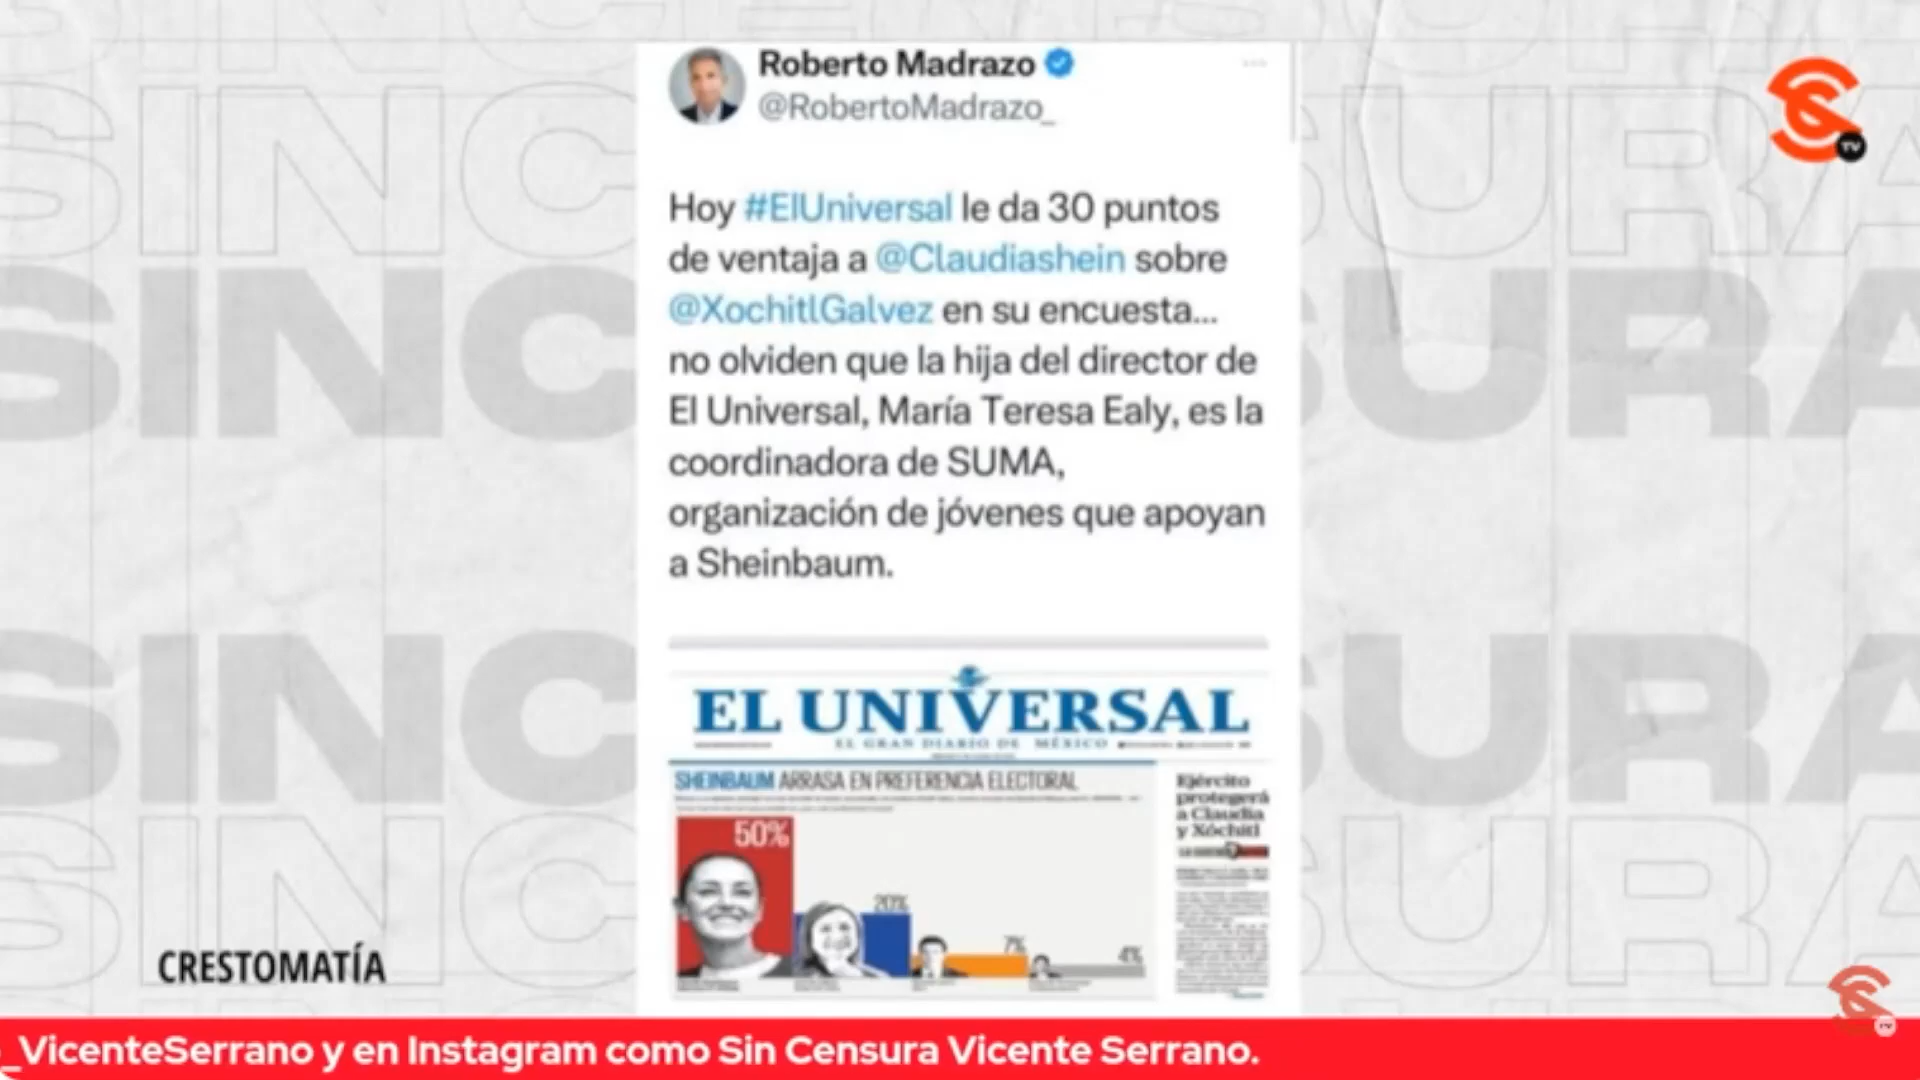 SINCENSURA
Roberto Madrazo
@RobertoMadrazo_
TV
Hoy #ElUniversal le da 30 puntos
de ventaja a @Claudiashein sobre
@XochitlGalvez en su encuesta...
no olviden que la hija del director de
El Universal, María Teresa Ealy, es la
coordinadora de SUMA,
organización de jóvenes que apoyan
a Sheinbaum.
EL UNIVERSAL
EL GRAN DIARIO DE MÉXICO
SHEINBAUM ARRASA EN PREFERENCIA ELECTORAL
50%
20%
7%
4%
Ejército
protegerá
a Claudia
y Xóchitl
CRESTOMATÍA
TV
_VicenteSerrano y en Instagram como Sin Censura Vicente Serrano.